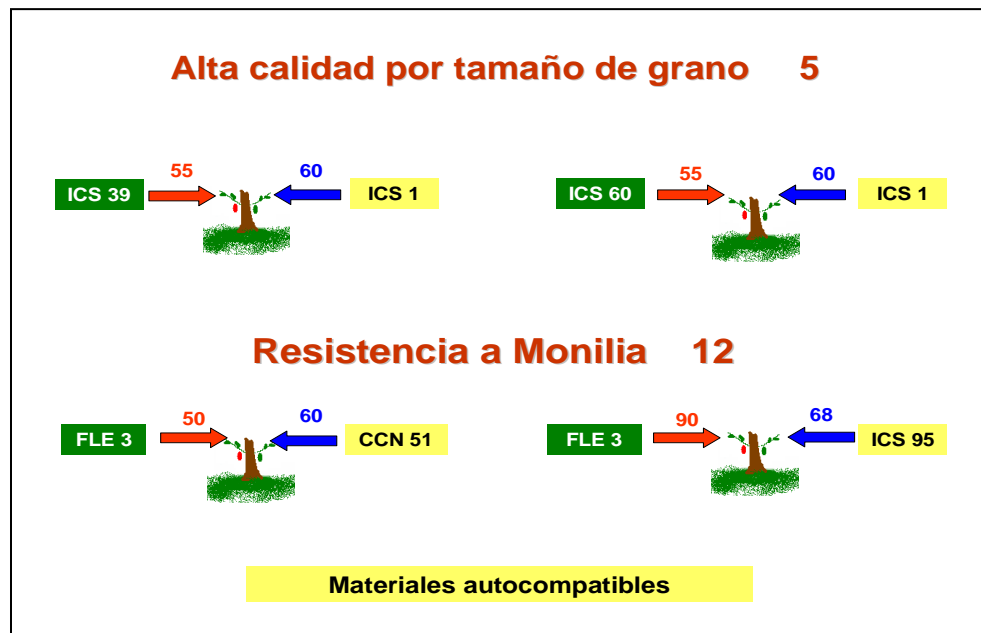 Alta calidad por tamaño de grano 5
55 60 55 60
ICS 39 ICS 1 ICS 60 ICS 1
Resistencia a Monilia 12
50 60 90 68
FLE 3 CCN 51 FLE 3 ICS 95
Materiales autocompatibles